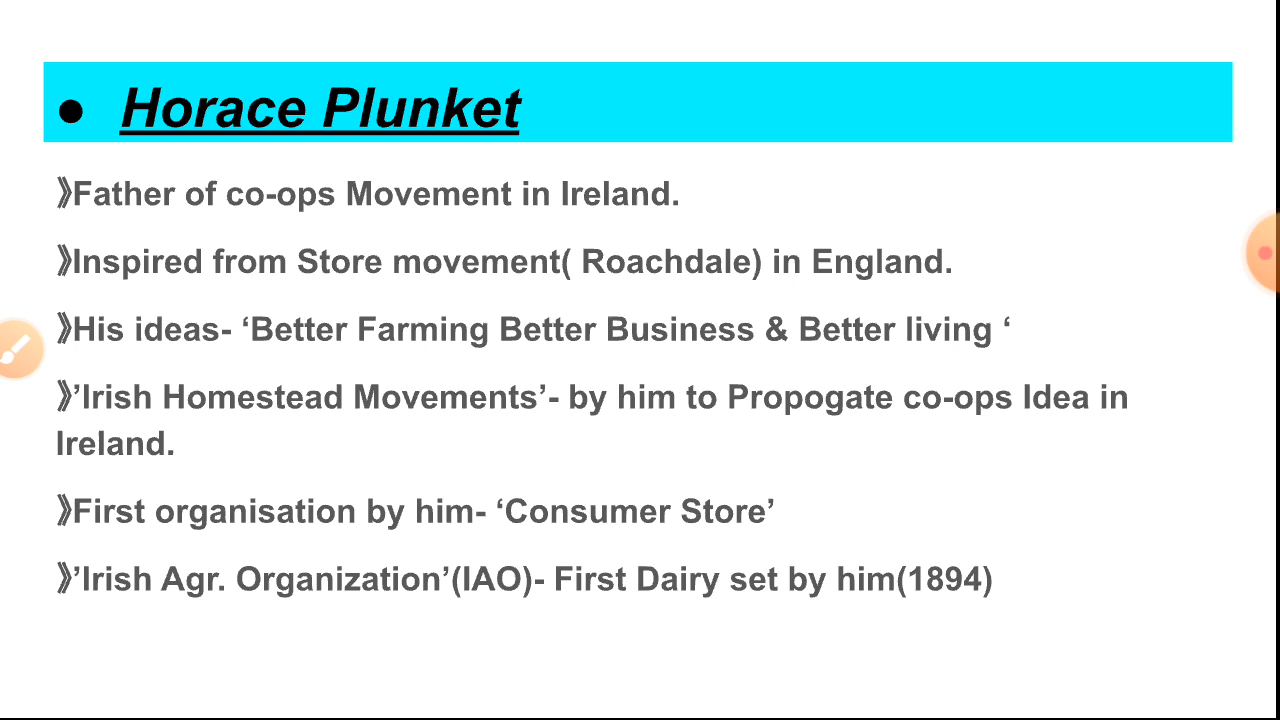 ● Horace Plunket
》Father of co-ops Movement in Ireland.
》Inspired from Store movement( Roachdale) in England.
》His ideas- ‘Better Farming Better Business & Better living ‘
》’Irish Homestead Movements’- by him to Propogate co-ops Idea in
Ireland.
》First organisation by him- ‘Consumer Store’
》’Irish Agr. Organization’(IAO)- First Dairy set by him(1894)